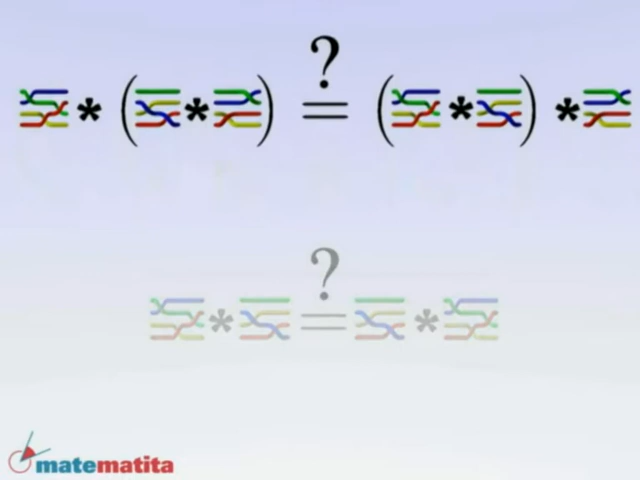 * ( * ) ?= ( * ) *
* ?= *
matematita